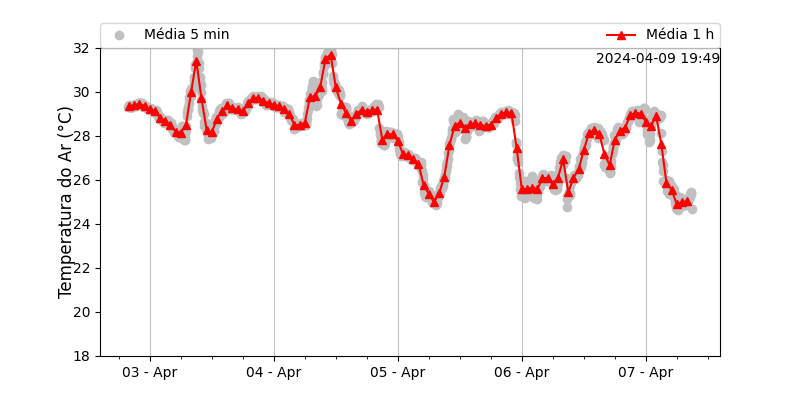 Média 5 min
Média 1 h
2024-04-09 19:49
Temperatura do Ar (°C)
32
30
28
26
24
22
20
18
03 - Apr
04 - Apr
05 - Apr
06 - Apr
07 - Apr